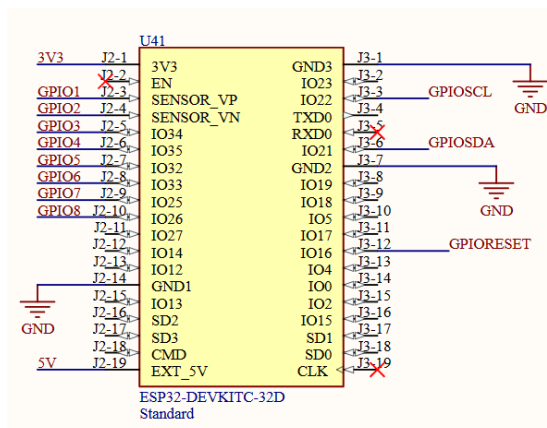 U41
3V3 J2-1 3V3 GND3 J3-1
J2-2 EN IO23 J3-2
GPIO1 J2-3 SENSOR_VP IO22 J3-3 GPIOSCL
GPIO2 J2-4 SENSOR_VN TXD0 J3-4
GPIO3 J2-5 IO34 RXD0 J3-5
GPIO4 J2-6 IO35 IO21 J3-6 GPIOSDA
GPIO5 J2-7 IO32 GND2 J3-7
GPIO6 J2-8 IO33 IO19 J3-8
GPIO7 J2-9 IO25 IO18 J3-9
GPIO8 J2-10 IO26 IO5 J3-10
J2-11 IO27 IO17 J3-11
J2-12 IO14 IO16 J3-12 GPIORESET
J2-13 IO12 IO4 J3-13
J2-14 GND1 IO0 J3-14
J2-15 IO13 IO2 J3-15
J2-16 SD2 IO15 J3-16
J2-17 SD3 SD1 J3-17
J2-18 CMD SD0 J3-18
5V J2-19 EXT_5V CLK J3-19
GND
GND
GND
ESP32-DEVKITC-32D
Standard